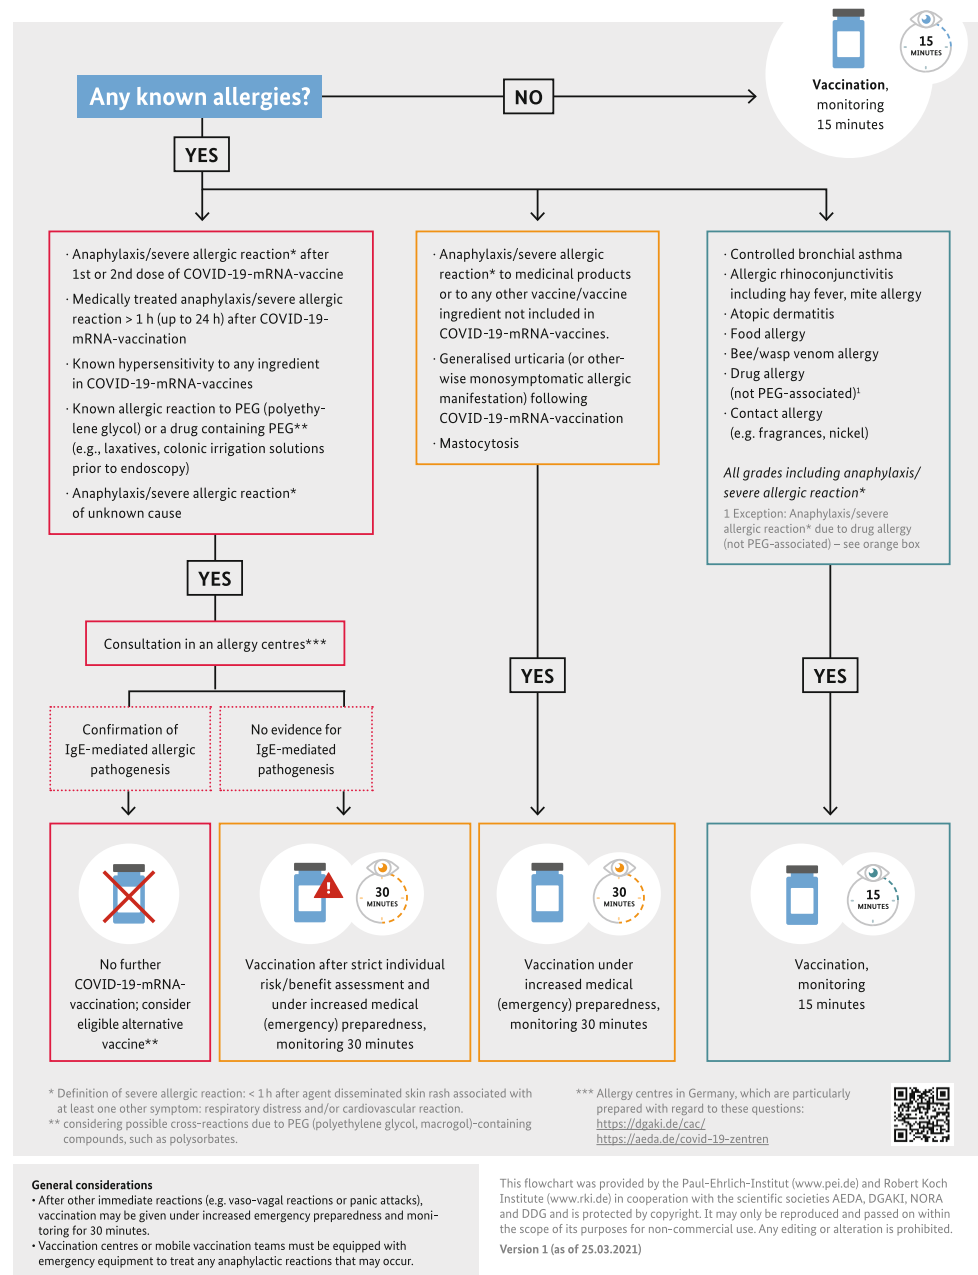 15
MINUTES
Vaccination,
monitoring
15 minutes
Any known allergies?
NO
YES
· Anaphylaxis/severe allergic reaction* after
1st or 2nd dose of COVID-19-mRNA-vaccine
· Medically treated anaphylaxis/severe allergic
reaction > 1 h (up to 24 h) after COVID-19-
mRNA-vaccination
· Known hypersensitivity to any ingredient
in COVID-19-mRNA-vaccines
· Known allergic reaction to PEG (polyethy-
lene glycol) or a drug containing PEG**
(e.g., laxatives, colonic irrigation solutions
prior to endoscopy)
· Anaphylaxis/severe allergic reaction*
of unknown cause
· Anaphylaxis/severe allergic
reaction* to medicinal products
or to any other vaccine/vaccine
ingredient not included in
COVID-19-mRNA-vaccines.
· Generalised urticaria (or other-
wise monosymptomatic allergic
manifestation) following
COVID-19-mRNA-vaccination
· Mastocytosis
· Controlled bronchial asthma
· Allergic rhinoconjunctivitis
including hay fever, mite allergy
· Atopic dermatitis
· Food allergy
· Bee/wasp venom allergy
· Drug allergy
(not PEG-associated)¹
· Contact allergy
(e.g. fragrances, nickel)
All grades including anaphylaxis/
severe allergic reaction*
1 Exception: Anaphylaxis/severe
allergic reaction* due to drug allergy
(not PEG-associated) – see orange box
YES
Consultation in an allergy centres***
YES
YES
Confirmation of
IgE-mediated allergic
pathogenesis
No evidence for
IgE-mediated
pathogenesis
No further
COVID-19-mRNA-
vaccination; consider
eligible alternative
vaccine**
!
30
MINUTES
Vaccination after strict individual
risk/benefit assessment and
under increased medical
(emergency) preparedness,
monitoring 30 minutes
30
MINUTES
Vaccination under
increased medical
(emergency) preparedness,
monitoring 30 minutes
15
MINUTES
Vaccination,
monitoring
15 minutes
* Definition of severe allergic reaction: < 1 h after agent disseminated skin rash associated with
at least one other symptom: respiratory distress and/or cardiovascular reaction.
** considering possible cross-reactions due to PEG (polyethylene glycol, macrogol)-containing
compounds, such as polysorbates.
*** Allergy centres in Germany, which are particularly
prepared with regard to these questions:
https://dgaki.de/cac/
https://aeda.de/covid-19-zentren
General considerations
• After other immediate reactions (e.g. vaso-vagal reactions or panic attacks),
vaccination may be given under increased emergency preparedness and moni-
toring for 30 minutes.
• Vaccination centres or mobile vaccination teams must be equipped with
emergency equipment to treat any anaphylactic reactions that may occur.
This flowchart was provided by the Paul-Ehrlich-Institut (www.pei.de) and Robert Koch
Institute (www.rki.de) in cooperation with the scientific societies AEDA, DGAKI, NORA
and DDG and is protected by copyright. It may only be reproduced and passed on within
the scope of its purposes for non-commercial use. Any editing or alteration is prohibited.
Version 1 (as of 25.03.2021)